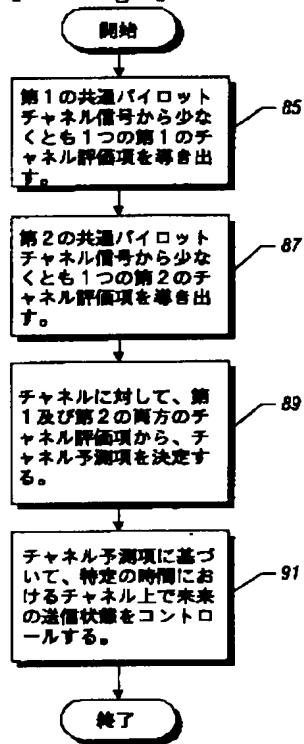 開始
第1の共通パイロット
チャネル信号から少な
くとも1つの第1のチ
ャネル評価項を導き出
す。
85
第2の共通パイロット
チャネル信号から少な
くとも1つの第2のチ
ャネル評価項を導き出
す。
87
チャネルに対して、第
1及び第2の両方のチ
ャネル評価項から、チ
ャネル予測項を決定す
る。
89
チャネル予測項に基づ
いて、特定の時間にお
けるチャネル上で未来
の送信状態をコントロ
ールする。
91
終了